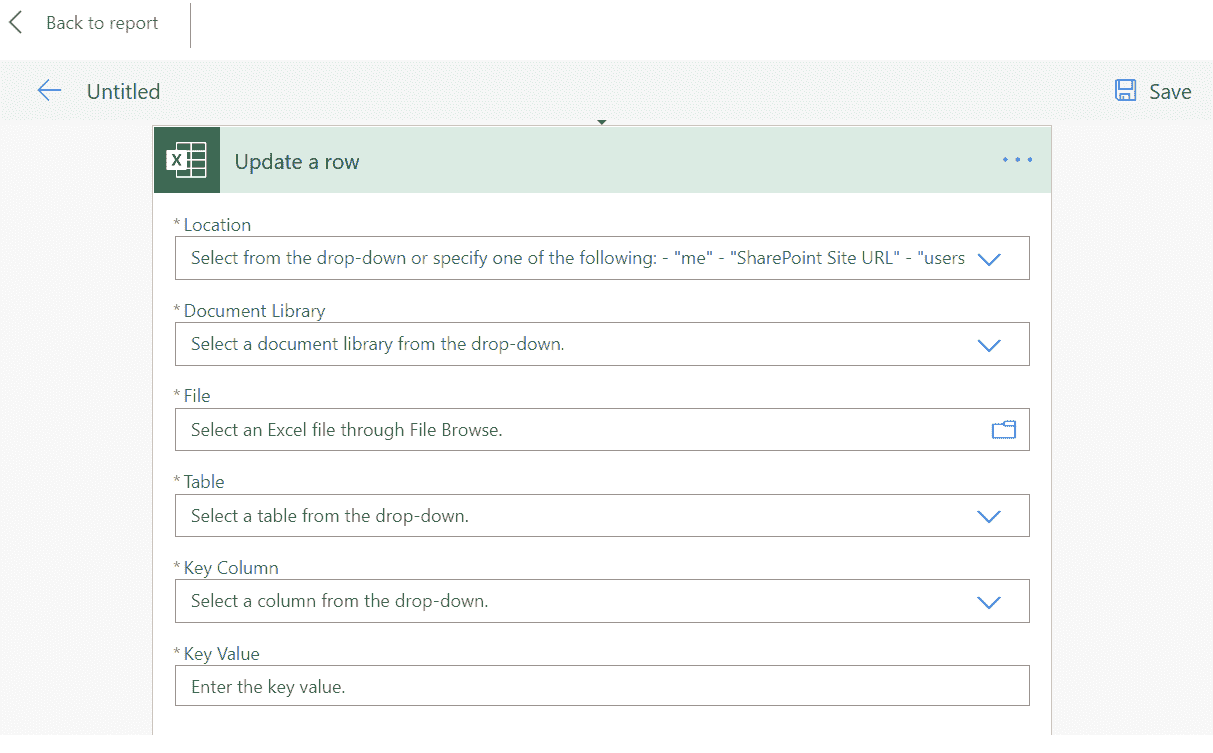 Back to report
Untitled
Save
X
Update a row
* Location
Select from the drop-down or specify one of the following: - "me" - "SharePoint Site URL" - "users
* Document Library
Select a document library from the drop-down.
* File
Select an Excel file through File Browse.
* Table
Select a table from the drop-down.
* Key Column
Select a column from the drop-down.
* Key Value
Enter the key value.